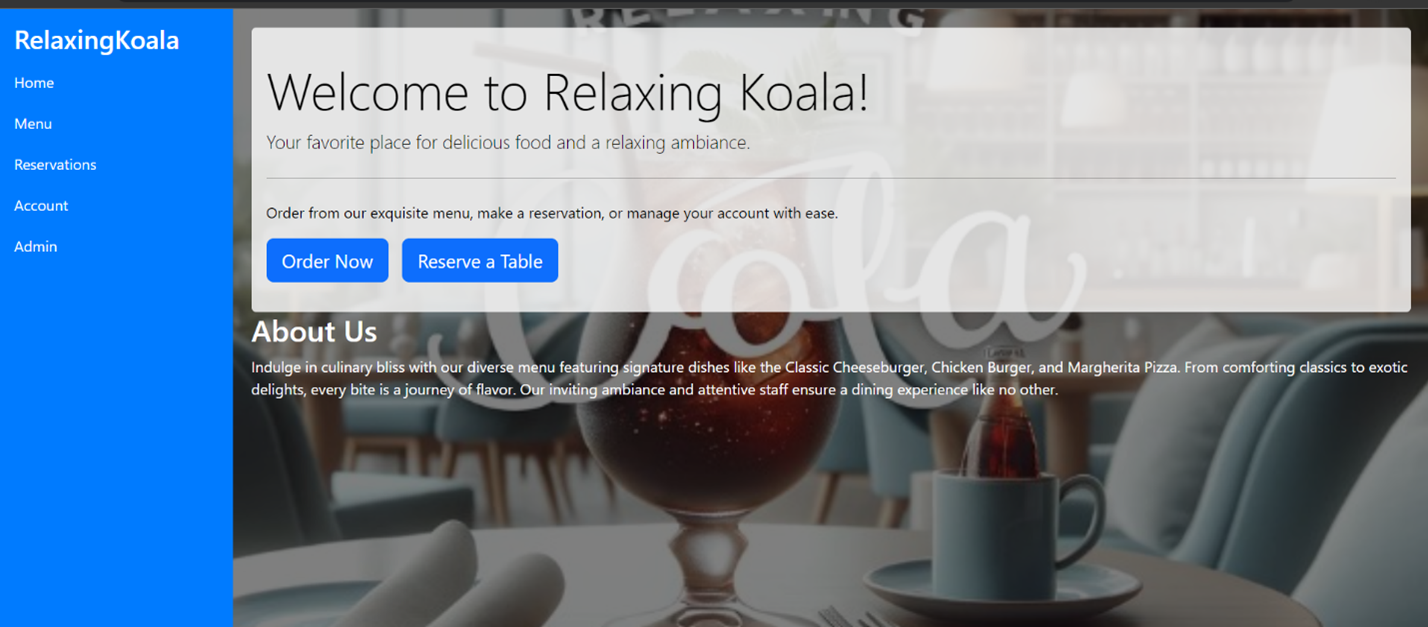 RELAXING
RelaxingKoala
Home
Menu
Reservations
Account
Admin
Welcome to Relaxing Koala!
Your favorite place for delicious food and a relaxing ambiance.
Order from our exquisite menu, make a reservation, or manage your account with ease.
Order Now
Reserve a Table
Cola
About Us
Indulge in culinary bliss with our diverse menu featuring signature dishes like the Classic Cheeseburger, Chicken Burger, and Margherita Pizza. From comforting classics to exotic
delights, every bite is a journey of flavor. Our inviting ambiance and attentive staff ensure a dining experience like no other.